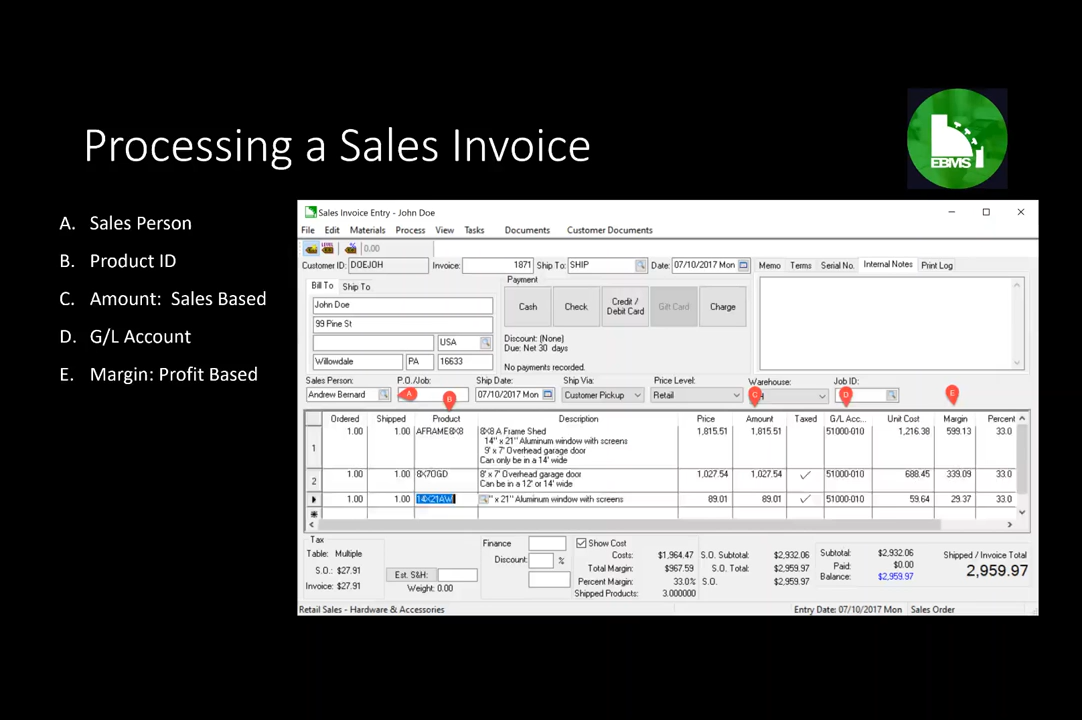 Processing a Sales Invoice
EBMS
A. Sales Person
B. Product ID
C. Amount: Sales Based
D. G/L Account
E. Margin: Profit Based
Sales Invoice Entry - John Doe
File Edit Materials Process View Tasks Documents Customer Documents
0.00
Customer ID: DOEJOH Invoice: 1871 Ship To: SHIP Date: 07/10/2017 Mon Memo Terms Serial No. Internal Notes Print Log
Bill To Ship To Payment
John Doe
99 Pine St
USA
Willowdale PA 16633
Cash Check Credit / Debit Card Gift Card Charge
Discount: (None)
Due: Net 30 days
No payments recorded.
Sales Person: P.O./Job: Ship Date: Ship Via: Price Level: Warehouse: Job ID:
Andrew Bernard A 07/10/2017 Mon Customer Pickup Retail
B C D E
Ordered Shipped Product Description Price Amount Taxed G/L Acc... Unit Cost Margin Percent
1 1.00 1.00 AFRAME8X8 8X8 A Frame Shed 1,815.51 1,815.51 51000-010 1,216.38 599.13 33.0
14" x 21" Aluminum window with screens
9' x 7' Overhead garage door
Can only be in a 14' wide
2 1.00 1.00 8X7OGD 8' x 7' Overhead garage door 1,027.54 1,027.54 51000-010 688.45 339.09 33.0
Can be in a 12' or 14' wide
1.00 1.00 14X21AW " x 21" Aluminum window with screens 89.01 89.01 51000-010 59.64 29.37 33.0
Tax
Table: Multiple
S.O.: $27.91
Invoice: $27.91
Est. S&H:
Weight: 0.00
Finance
Discount: %
Show Cost
Costs: $1,964.47
Total Margin: $967.59
Percent Margin: 33.0%
Shipped Products: 3.000000
S.O. Subtotal: $2,932.06
S.O. Total: $2,959.97
S.O. $2,959.97
Subtotal: $2,932.06
Paid: $0.00
Balance: $2,959.97
Shipped / Invoice Total
2,959.97
Retail Sales - Hardware & Accessories Entry Date: 07/10/2017 Mon Sales Order